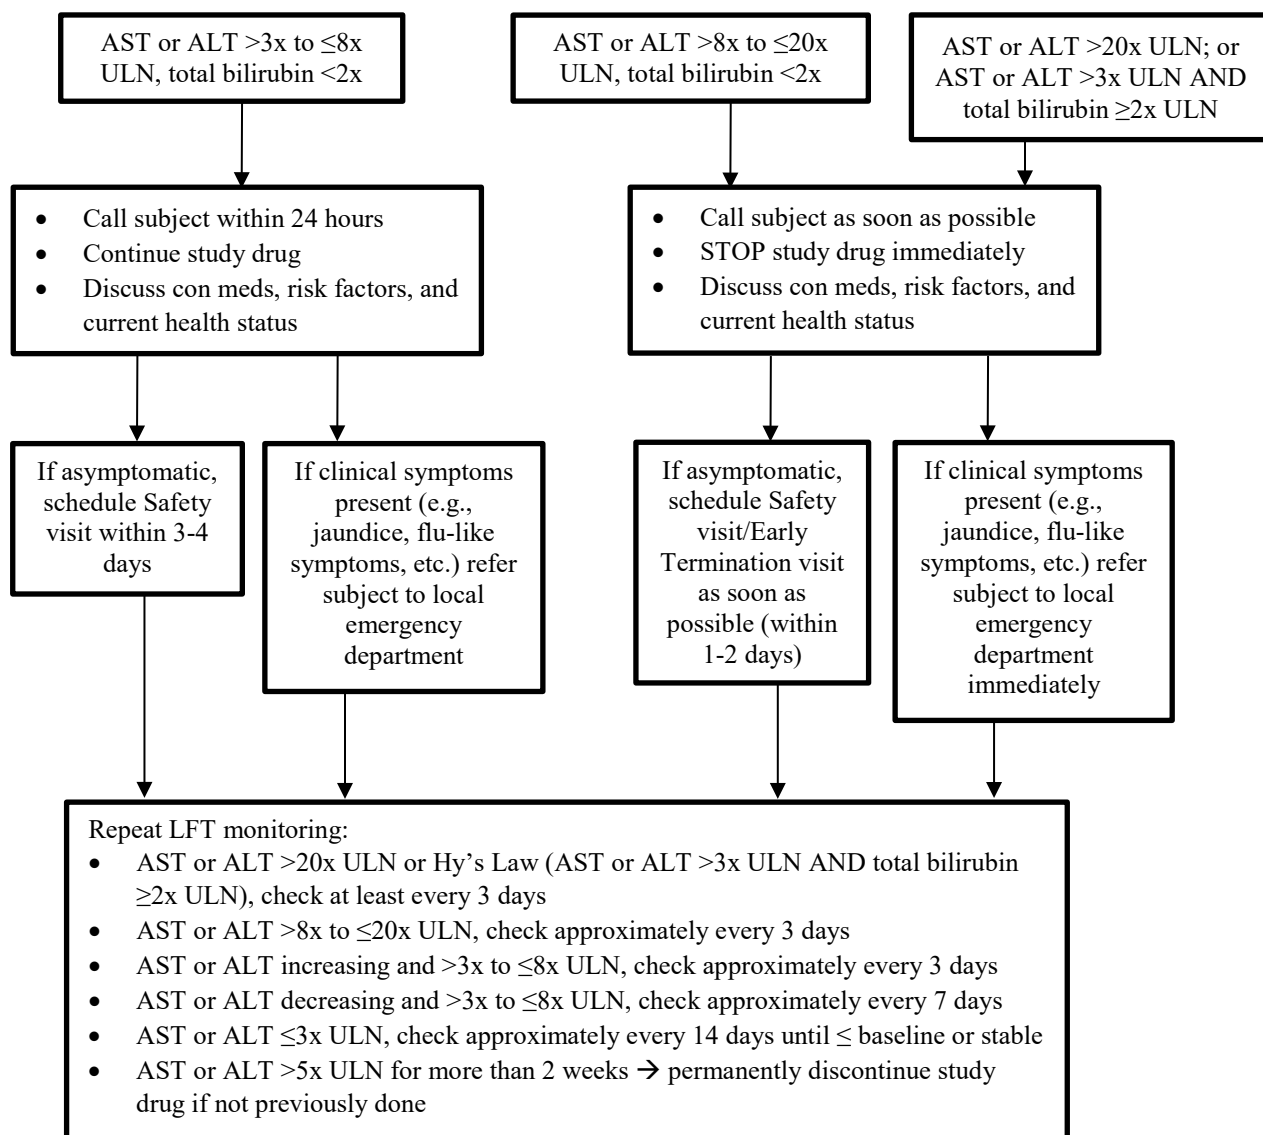 AST or ALT >3x to ≤8x
ULN, total bilirubin <2x
AST or ALT >8x to ≤20x
ULN, total bilirubin <2x
AST or ALT >20x ULN; or
AST or ALT >3x ULN AND
total bilirubin ≥2x ULN
• Call subject within 24 hours
• Continue study drug
• Discuss con meds, risk factors, and
current health status
• Call subject as soon as possible
• STOP study drug immediately
• Discuss con meds, risk factors, and
current health status
If asymptomatic,
schedule Safety
visit within 3-4
days
If clinical symptoms
present (e.g.,
jaundice, flu-like
symptoms, etc.) refer
subject to local
emergency
department
If asymptomatic,
schedule Safety
visit/Early
Termination visit
as soon as
possible (within
1-2 days)
If clinical symptoms
present (e.g.,
jaundice, flu-like
symptoms, etc.) refer
subject to local
emergency
department
immediately
Repeat LFT monitoring:
• AST or ALT >20x ULN or Hy’s Law (AST or ALT >3x ULN AND total bilirubin
≥2x ULN), check at least every 3 days
• AST or ALT >8x to ≤20x ULN, check approximately every 3 days
• AST or ALT increasing and >3x to ≤8x ULN, check approximately every 3 days
• AST or ALT decreasing and >3x to ≤8x ULN, check approximately every 7 days
• AST or ALT ≤3x ULN, check approximately every 14 days until ≤ baseline or stable
• AST or ALT >5x ULN for more than 2 weeks → permanently discontinue study
drug if not previously done